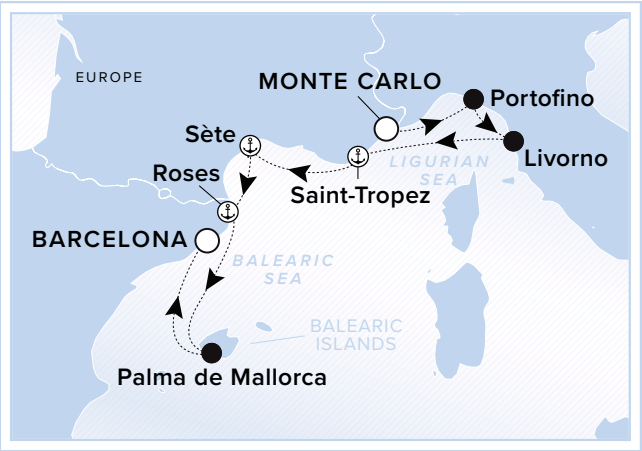 EUROPE
MONTE CARLO
Portofino
Sète
Livorno
LIGURIAN
SEA
Roses
Saint-Tropez
BARCELONA
BALEARIC
SEA
BALEARIC
ISLANDS
Palma de Mallorca